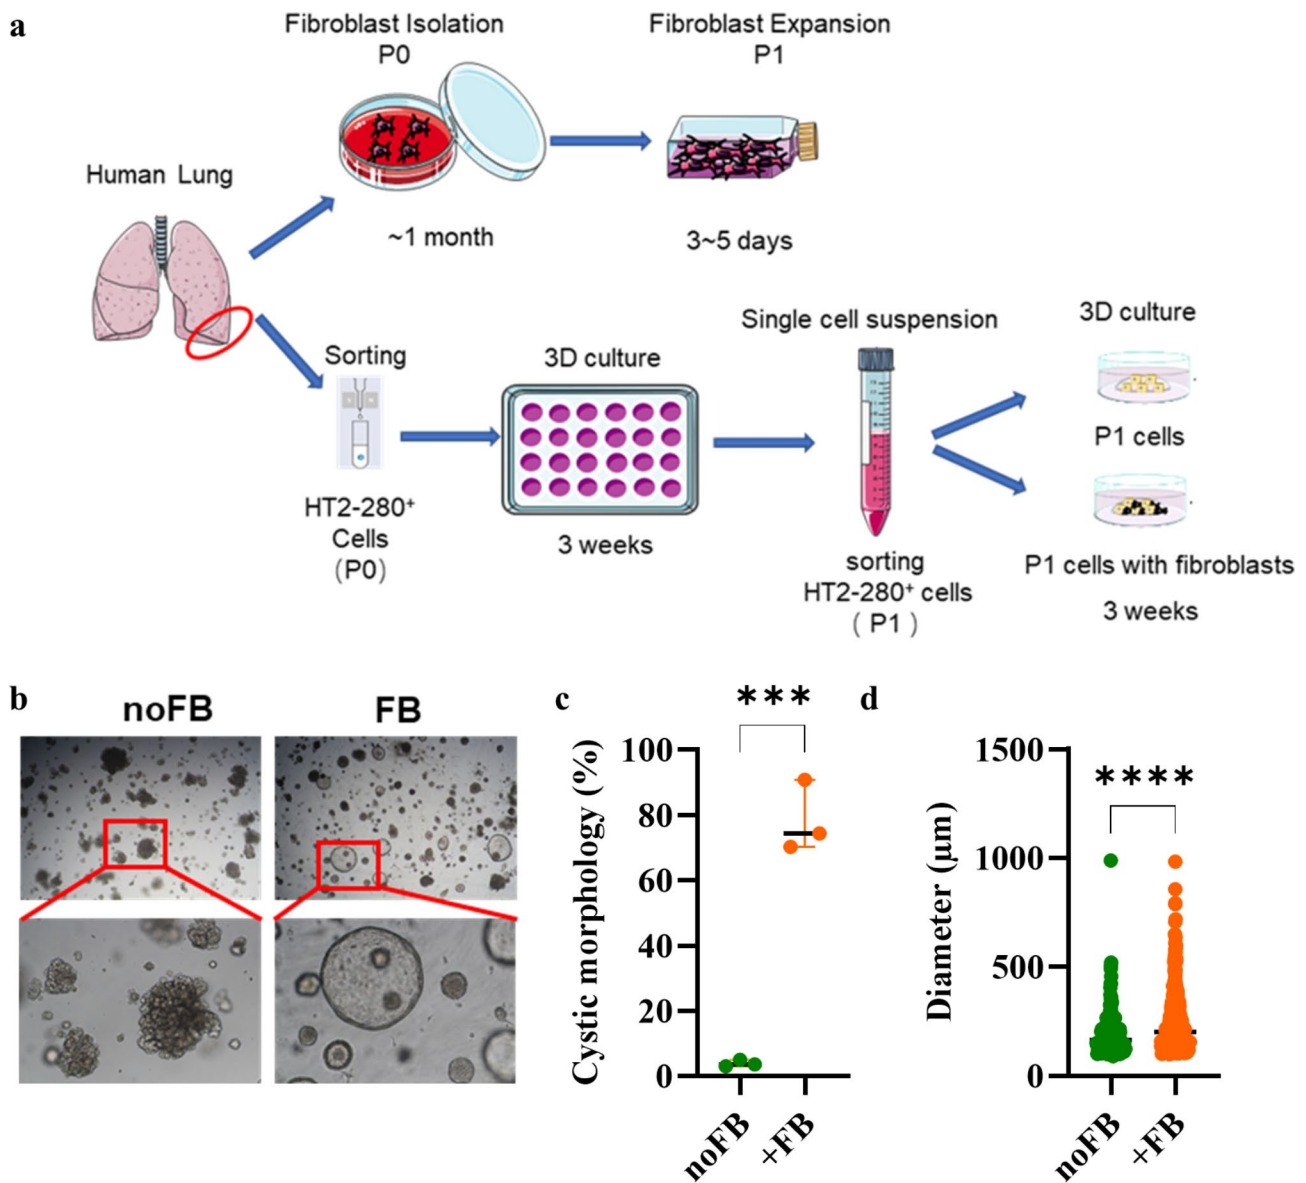 a
Fibroblast Isolation
P0
Fibroblast Expansion
P1
Human Lung
~1 month
3~5 days
Sorting
HT2-280⁺
Cells
(P0)
3D culture
3 weeks
Single cell suspension
sorting
HT2-280⁺ cells
( P1 )
3D culture
P1 cells
P1 cells with fibroblasts
3 weeks
b
noFB
FB
c
***
Cystic morphology (%)
100
80
60
40
20
0
noFB
+FB
d
****
Diameter (μm)
1500
1000
500
0
noFB
+FB